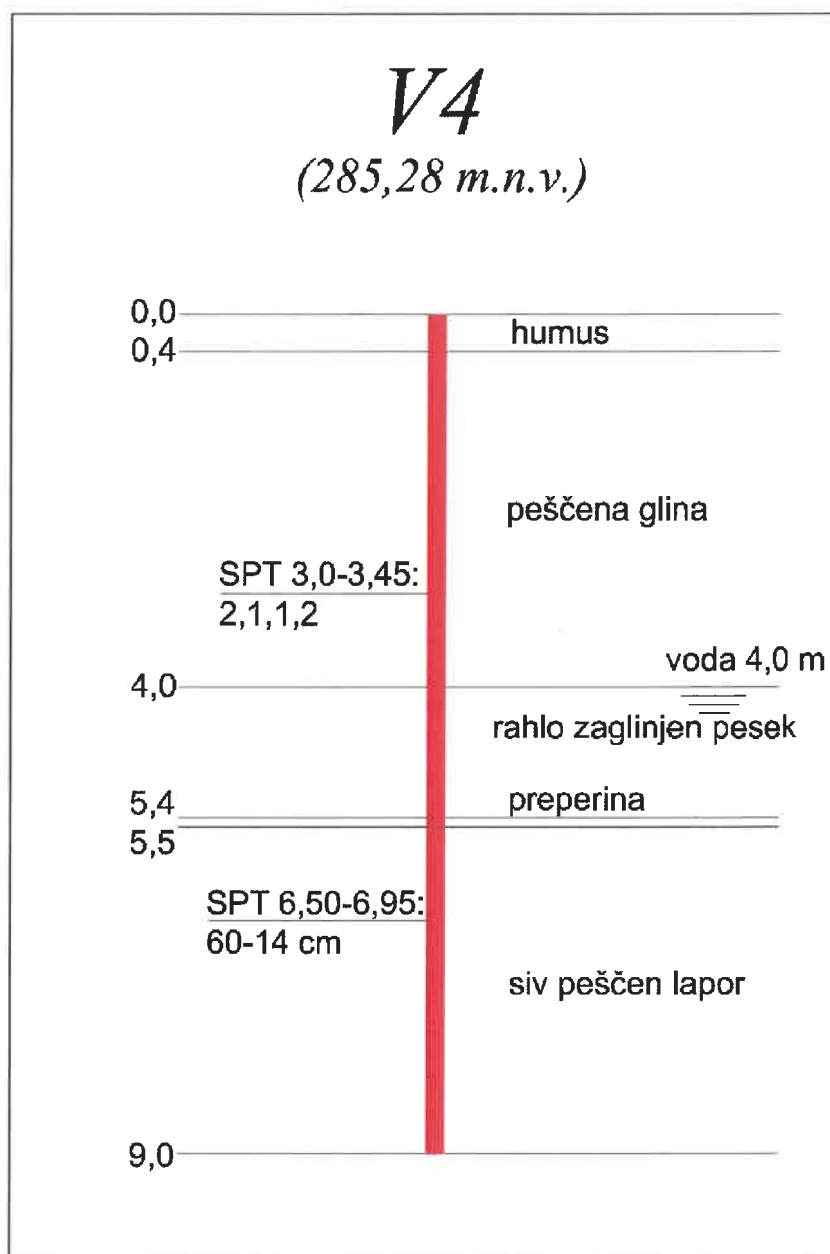 V4
(285,28 m.n.v.)
0,0
humus
0,4
peščena glina
SPT 3,0-3,45:
2,1,1,2
voda 4,0 m
4,0
rahlo zaglinjen pesek
5,4
preperina
5,5
SPT 6,50-6,95:
60-14 cm
siv peščen lapor
9,0